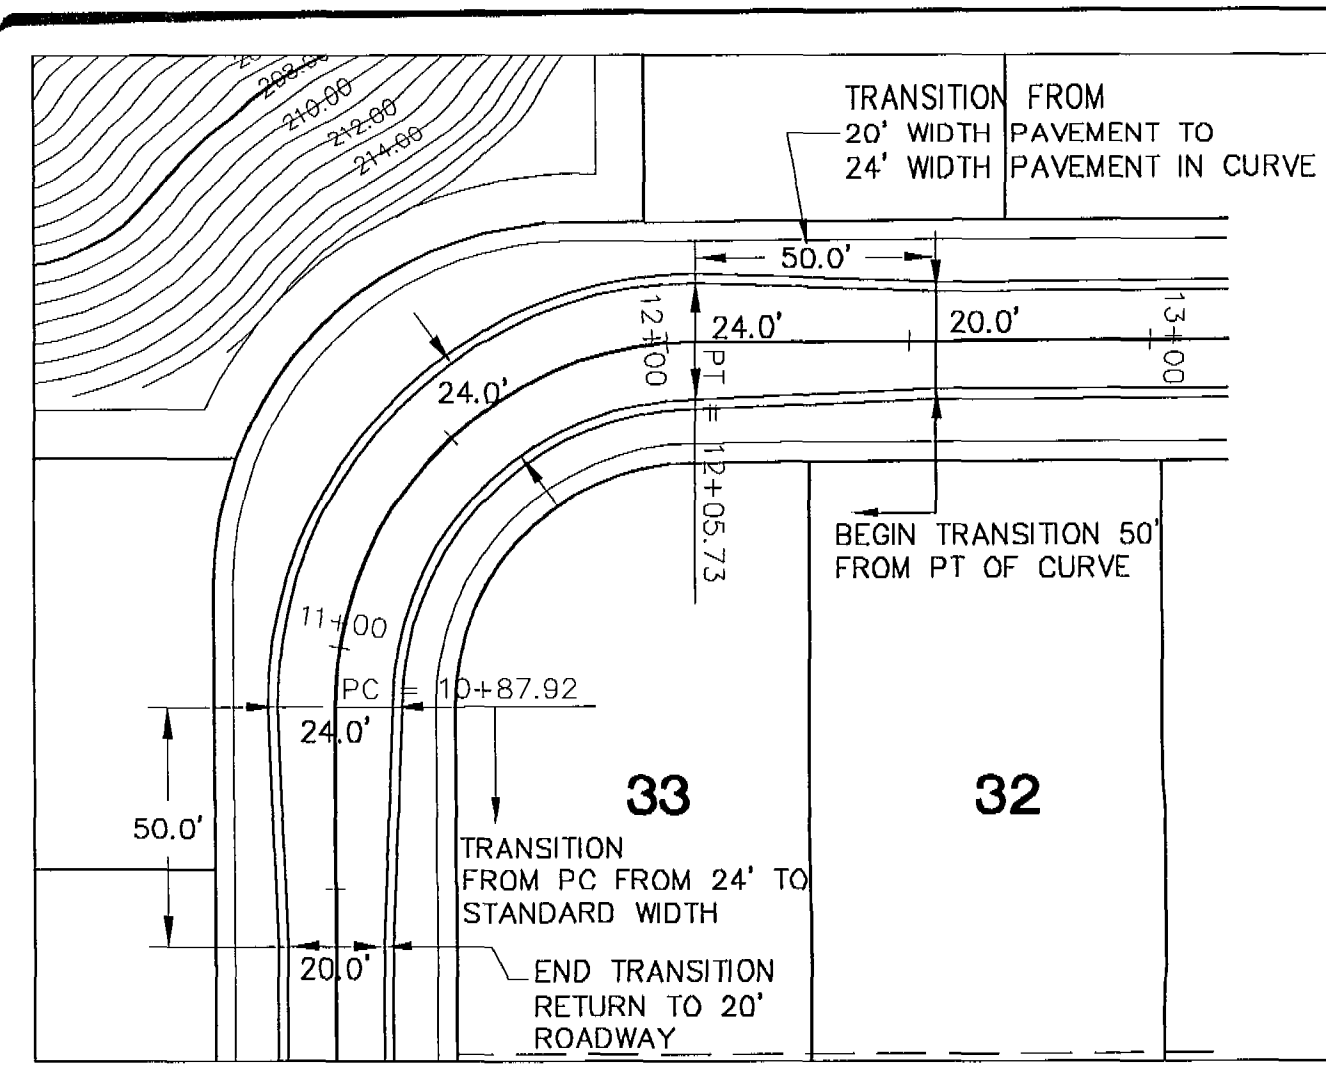 208.00
210.00
212.00
214.00
TRANSITION FROM
20' WIDTH PAVEMENT TO
24' WIDTH PAVEMENT IN CURVE
50.0'
12+00
24.0'
20.0'
13+00
24.0'
PT = 12+05.73
BEGIN TRANSITION 50'
FROM PT OF CURVE
11+00
PC = 10+87.92
24.0'
33
32
50.0'
TRANSITION
FROM PC FROM 24' TO
STANDARD WIDTH
20.0'
END TRANSITION
RETURN TO 20'
ROADWAY